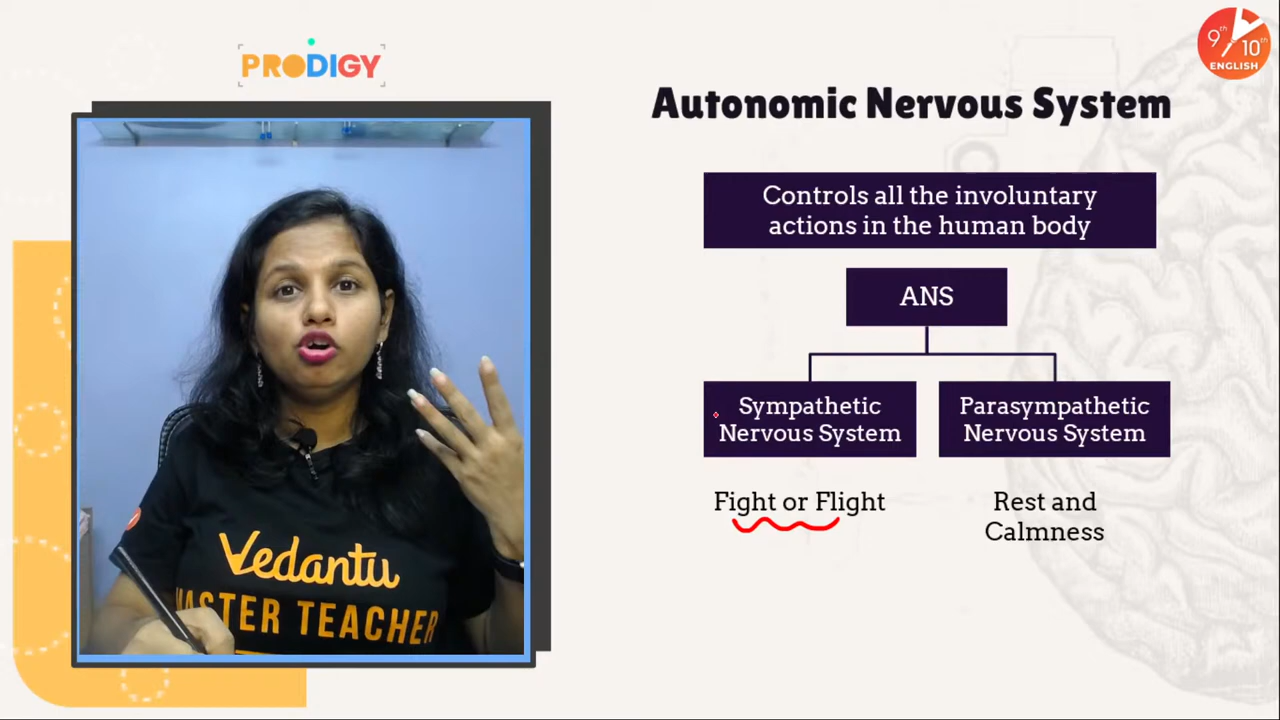 PRODIGY
9th 10th
ENGLISH
Autonomic Nervous System
Controls all the involuntary
actions in the human body
ANS
Sympathetic
Nervous System
Parasympathetic
Nervous System
Fight or Flight
Rest and
Calmness
Vedantu
MASTER TEACHER